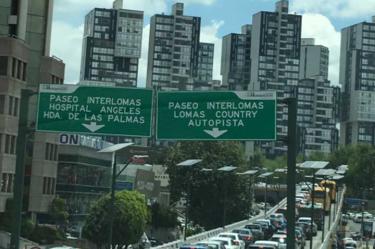 PASEO INTERLOMAS
HOSPITAL ANGELES
HDA. DE LAS PALMAS
PASEO INTERLOMAS
LOMAS COUNTRY
AUTOPISTA